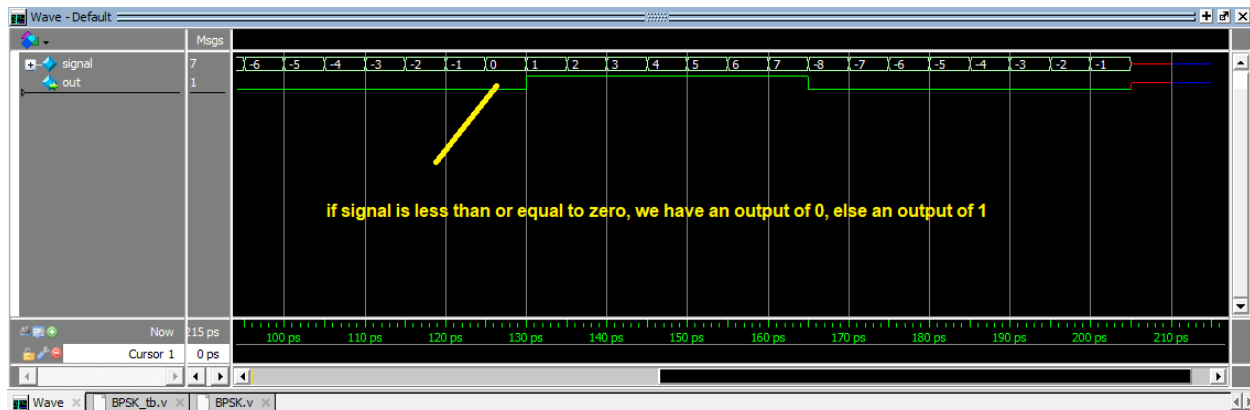 Wave - Default
Msgs
signal
7
-6 -5 -4 -3 -2 -1 0 1 2 3 4 5 6 7 -8 -7 -6 -5 -4 -3 -2 -1
out
1
if signal is less than or equal to zero, we have an output of 0, else an output of 1
Now
215 ps
100 ps 110 ps 120 ps 130 ps 140 ps 150 ps 160 ps 170 ps 180 ps 190 ps 200 ps 210 ps
Cursor 1
0 ps
Wave BPSK_tb.v BPSK.v